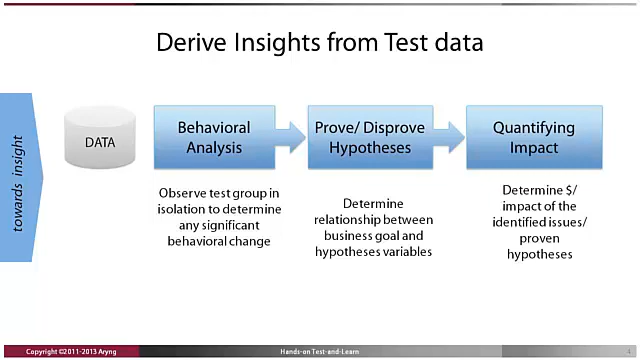 Derive Insights from Test data
towards insight
DATA
Behavioral
Analysis
Prove/ Disprove
Hypotheses
Quantifying
Impact
Observe test group in
isolation to determine
any significant
behavioral change
Determine
relationship between
business goal and
hypotheses variables
Determine $/
impact of the
identified issues/
proven
hypotheses
Copyright ©2011-2013 Aryng
Hands-on Test-and-Learn
4